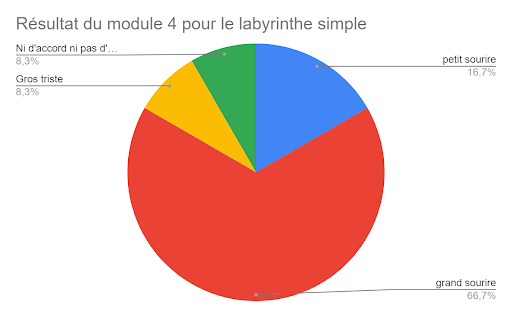 Résultat du module 4 pour le labyrinthe simple
Ni d'accord ni pas d'...
8,3%
Gros triste
8,3%
petit sourire
16,7%
grand sourire
66,7%